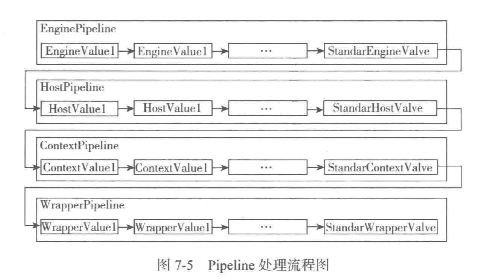 EnginePipeline
EngineValue1 EngineValue1 ... StandarEngineValve
HostPipeline
HostValue1 HostValue1 ... StandarHostValve
ContextPipeline
ContextValue1 ContextValue1 ... StandarContextValve
WrapperPipeline
WrapperValue1 WrapperValue1 ... StandarWrapperValve
图 7-5 Pipeline 处理流程图